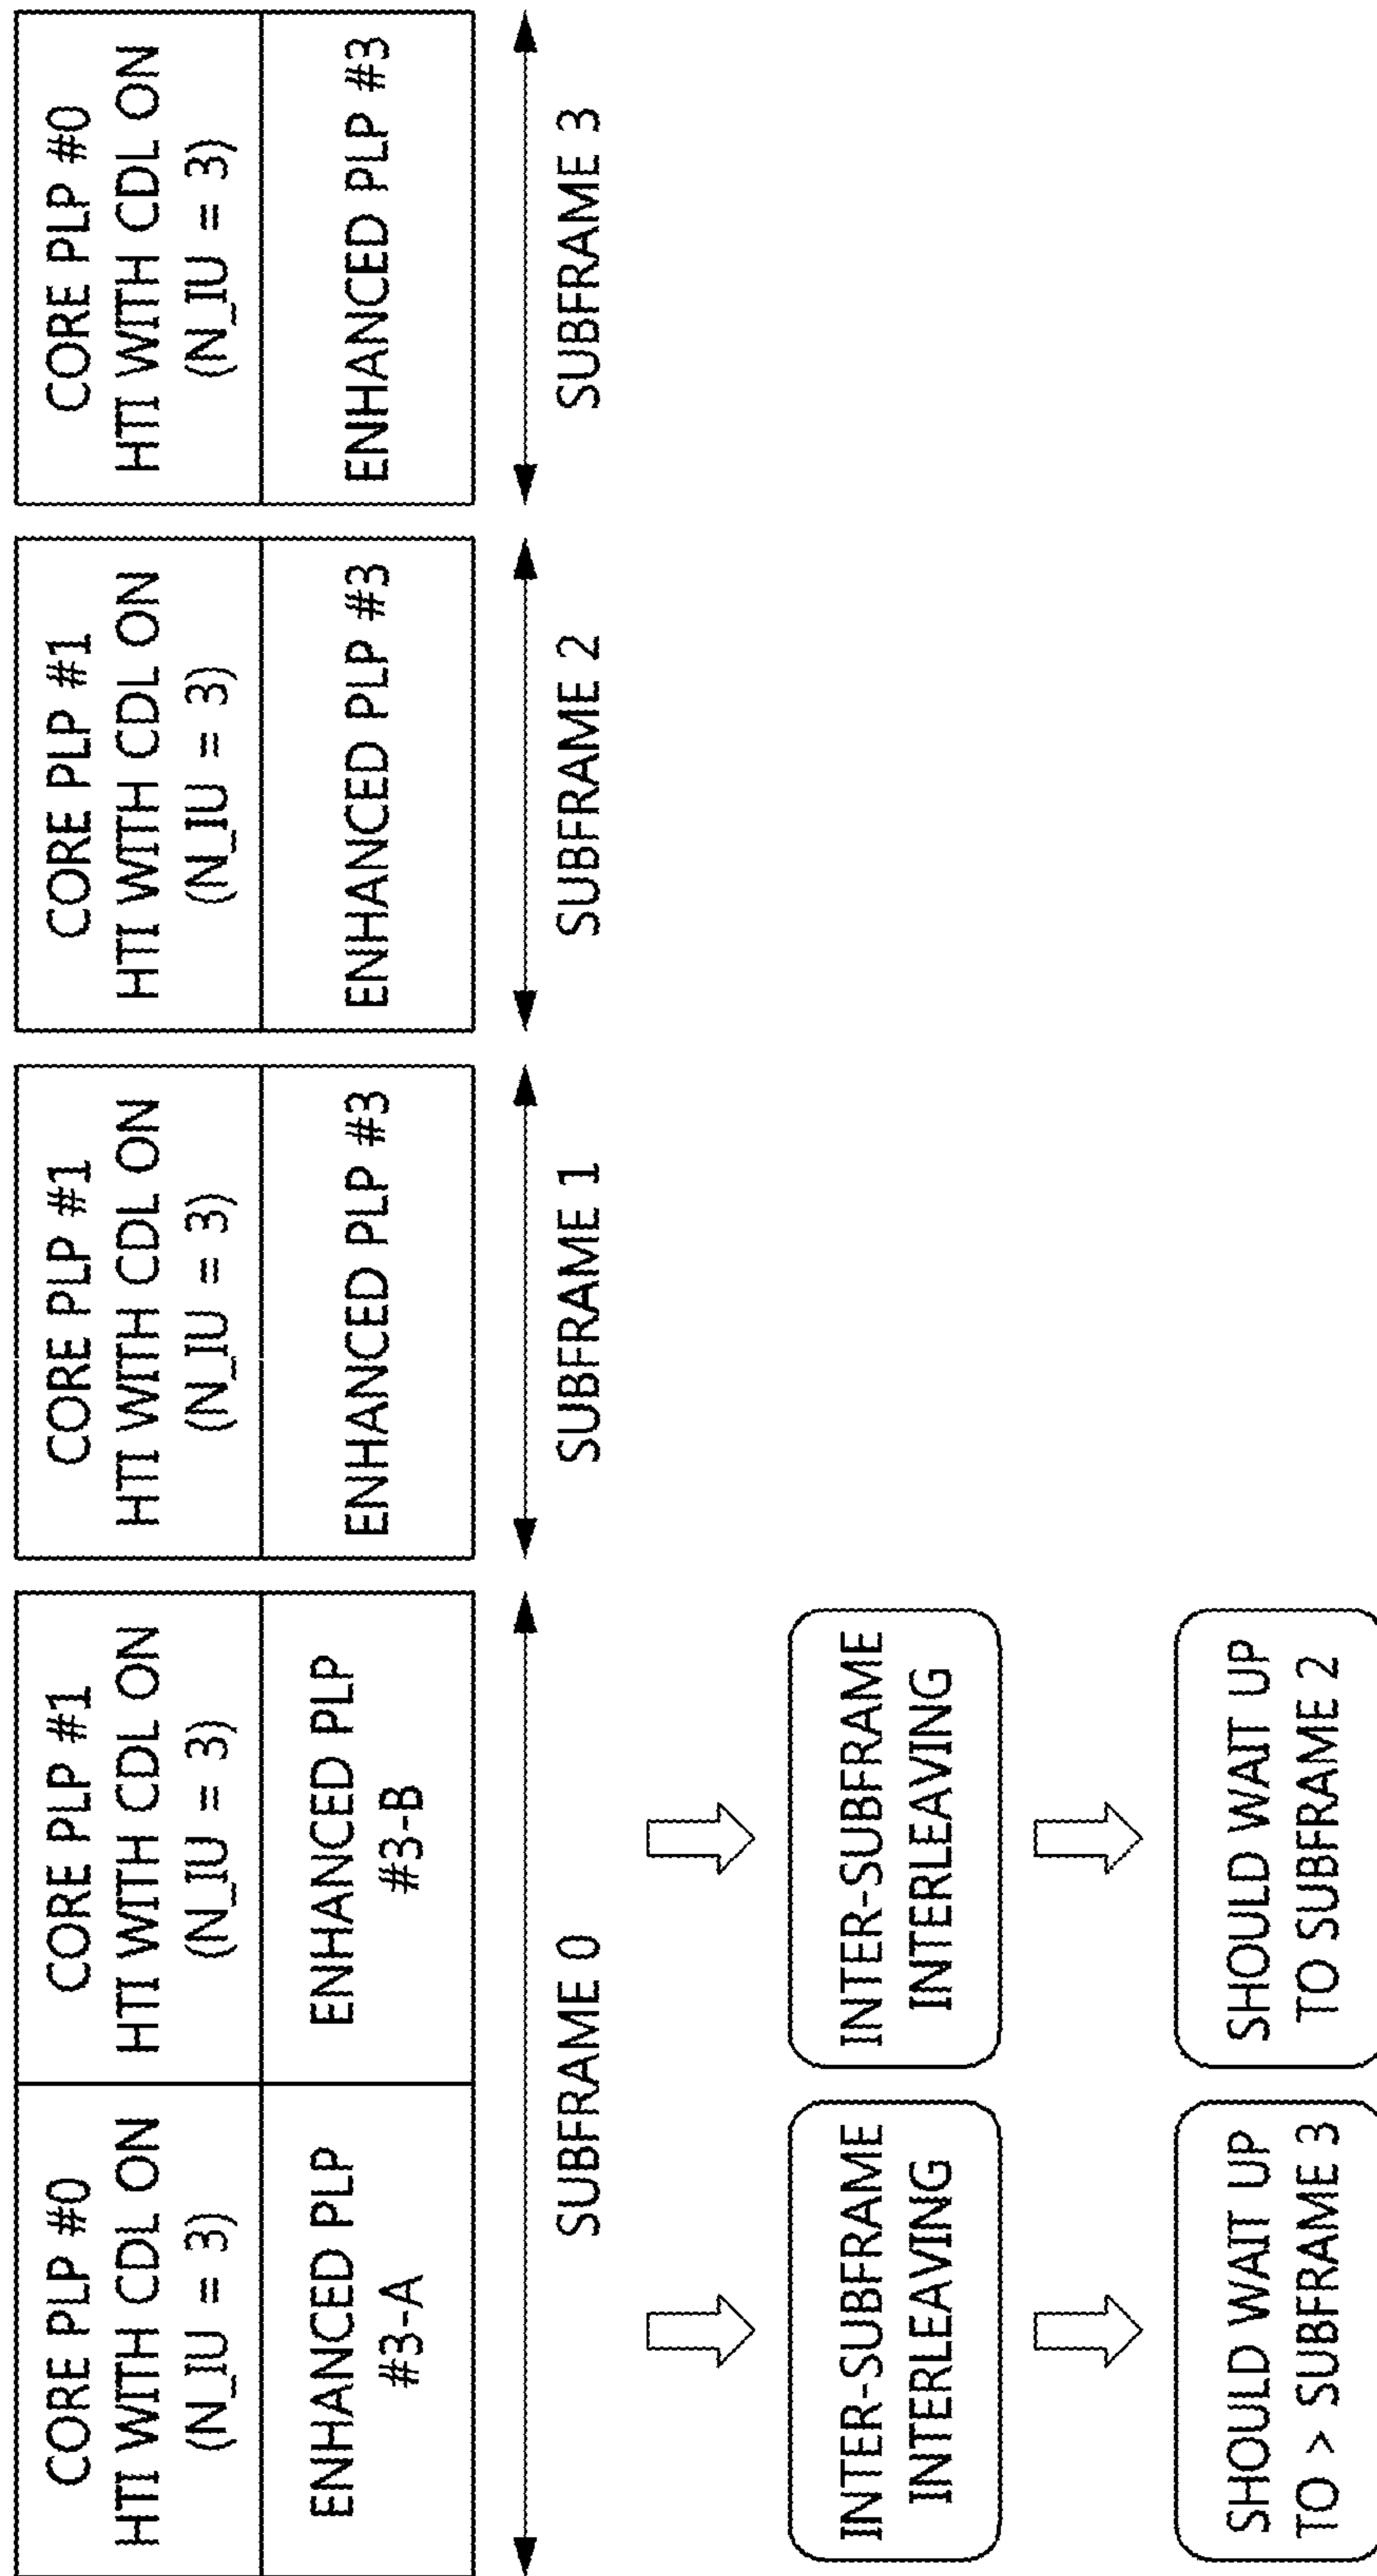 CORE PLP #0
HTI WITH CDL ON
(N_IU = 3)
CORE PLP #1
HTI WITH CDL ON
(N_IU = 3)
CORE PLP #1
HTI WITH CDL ON
(N_IU = 3)
CORE PLP #1
HTI WITH CDL ON
(N_IU = 3)
CORE PLP #0
HTI WITH CDL ON
(N_IU = 3)
ENHANCED PLP
#3-A
ENHANCED PLP
#3-B
ENHANCED PLP #3
ENHANCED PLP #3
ENHANCED PLP #3
SUBFRAME 0
SUBFRAME 1
SUBFRAME 2
SUBFRAME 3
INTER-SUBFRAME
INTERLEAVING
INTER-SUBFRAME
INTERLEAVING
SHOULD WAIT UP
TO > SUBFRAME 3
SHOULD WAIT UP
TO SUBFRAME 2